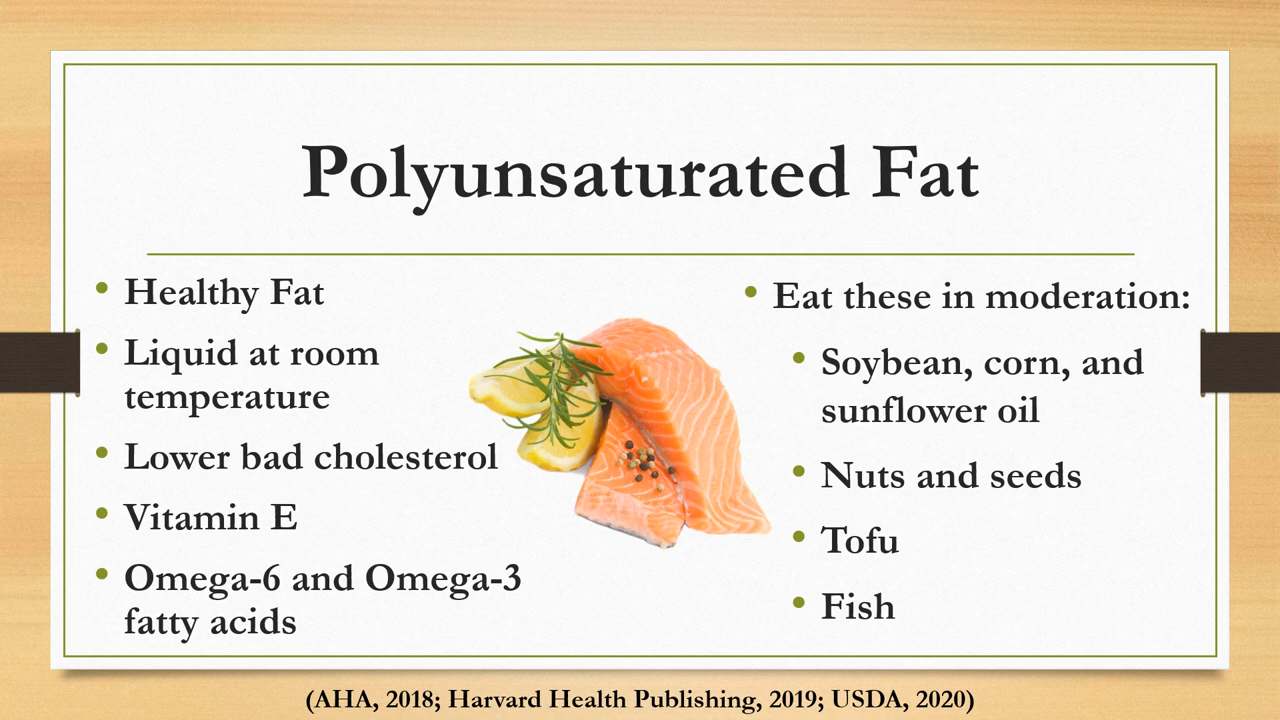 Polyunsaturated Fat
• Healthy Fat
• Liquid at room
temperature
• Lower bad cholesterol
• Vitamin E
• Omega-6 and Omega-3
fatty acids
• Eat these in moderation:
• Soybean, corn, and
sunflower oil
• Nuts and seeds
• Tofu
• Fish
(AHA, 2018; Harvard Health Publishing, 2019; USDA, 2020)